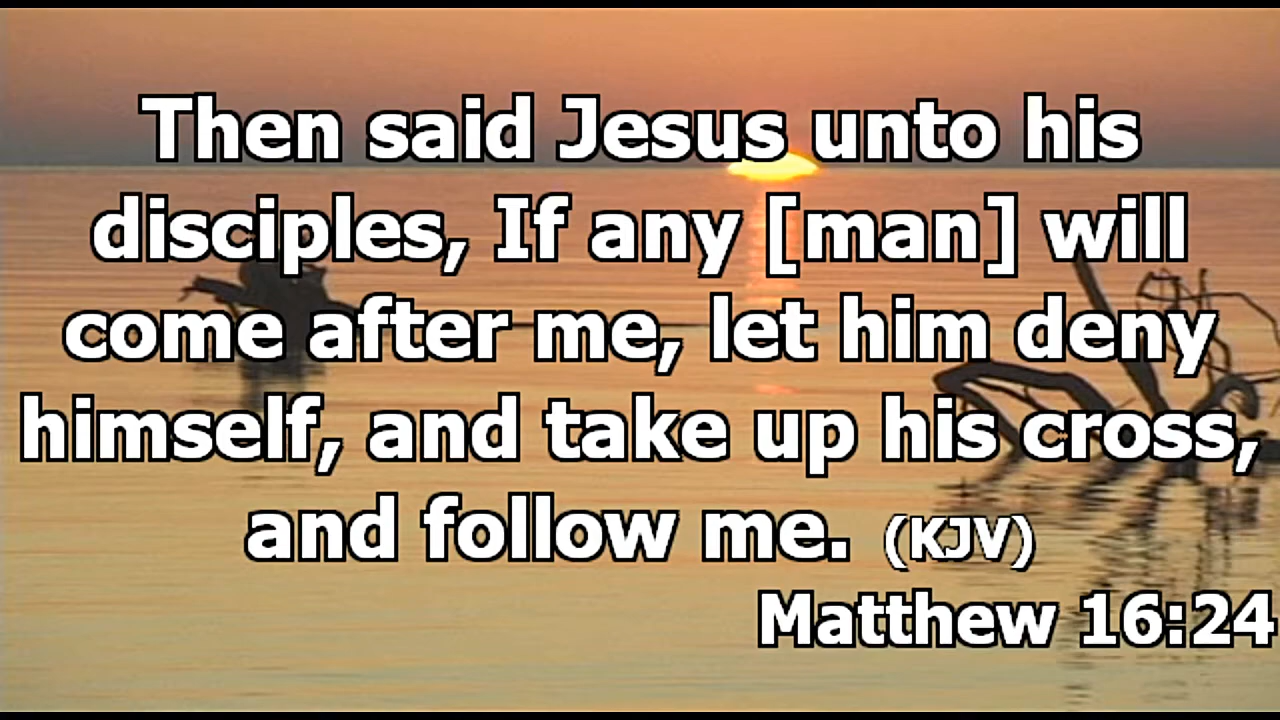 Then said Jesus unto his
disciples, If any [man] will
come after me, let him deny
himself, and take up his cross,
and follow me. (KJV)
Matthew 16:24